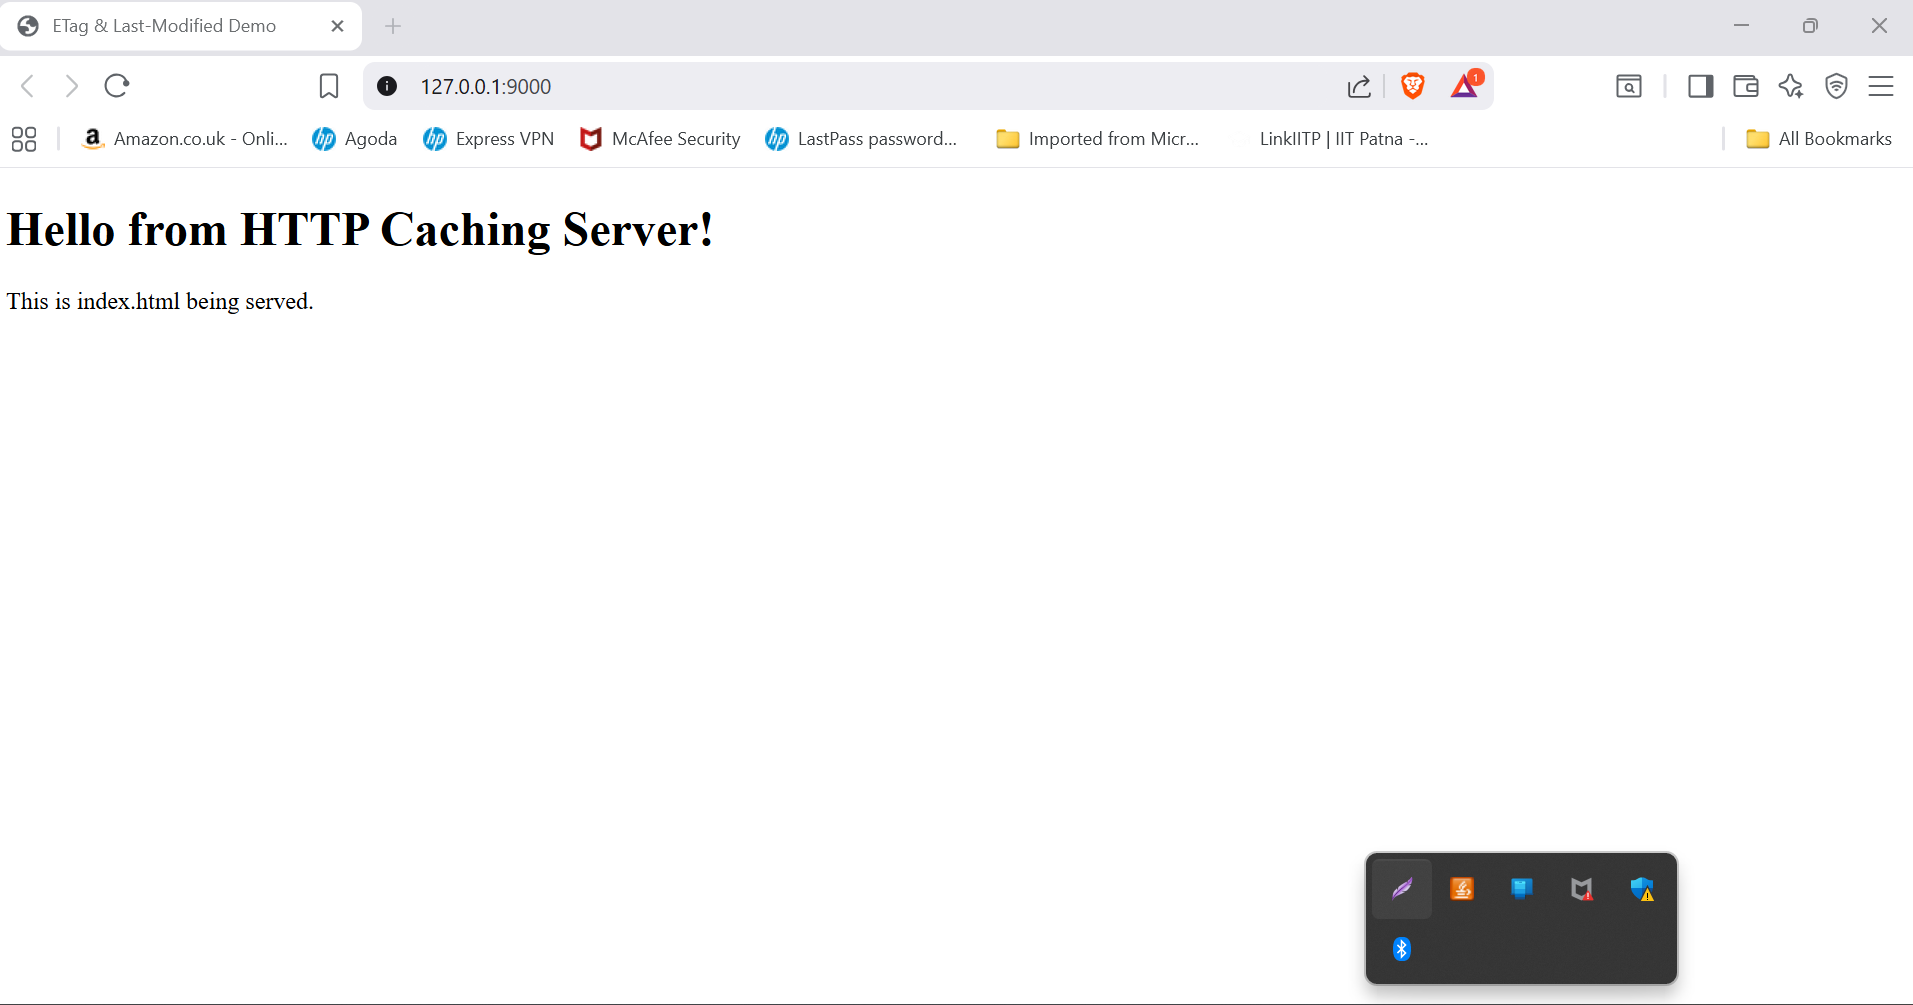 ETag & Last-Modified Demo
127.0.0.1:9000
1
Amazon.co.uk - Onli... Agoda Express VPN McAfee Security LastPass password... Imported from Micr... LinkIITP | IIT Patna -... All Bookmarks
Hello from HTTP Caching Server!
This is index.html being served.